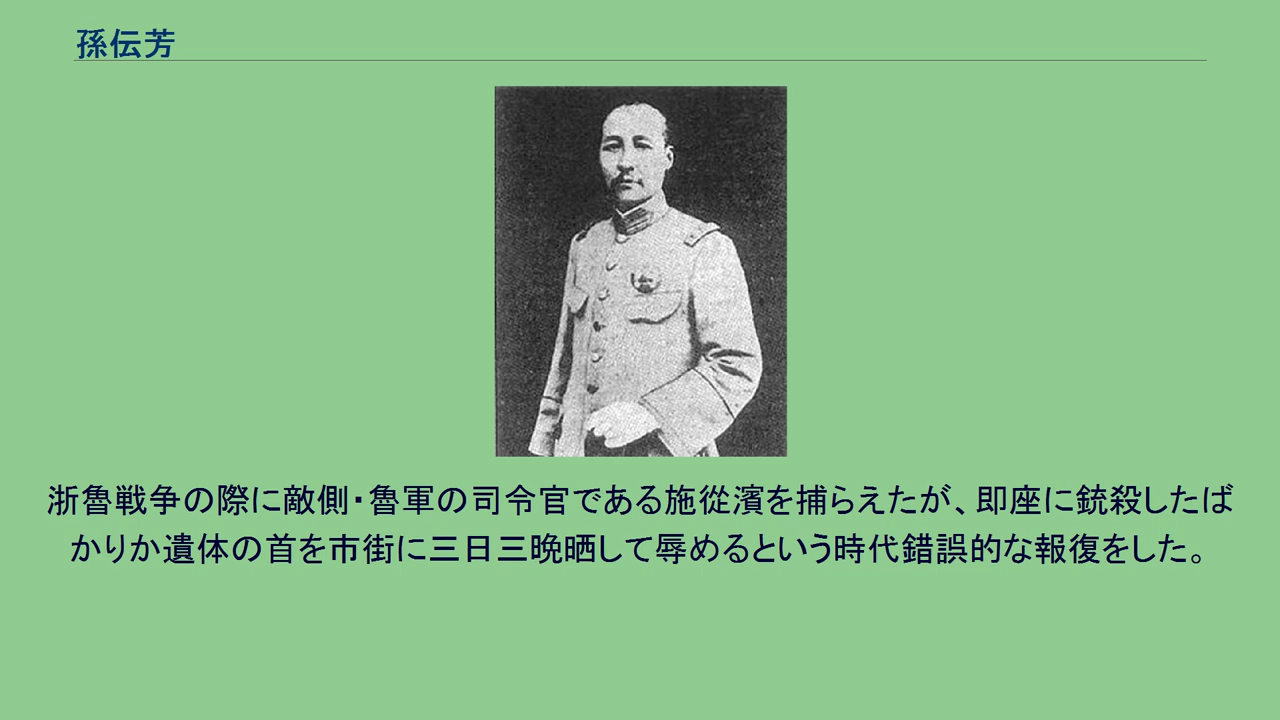 孫伝芳
浙魯戦争の際に敵側・魯軍の司令官である施從濱を捕らえたが、即座に銃殺したば
かりか遺体の首を市街に三日三晩晒して辱めるという時代錯誤的な報復をした。